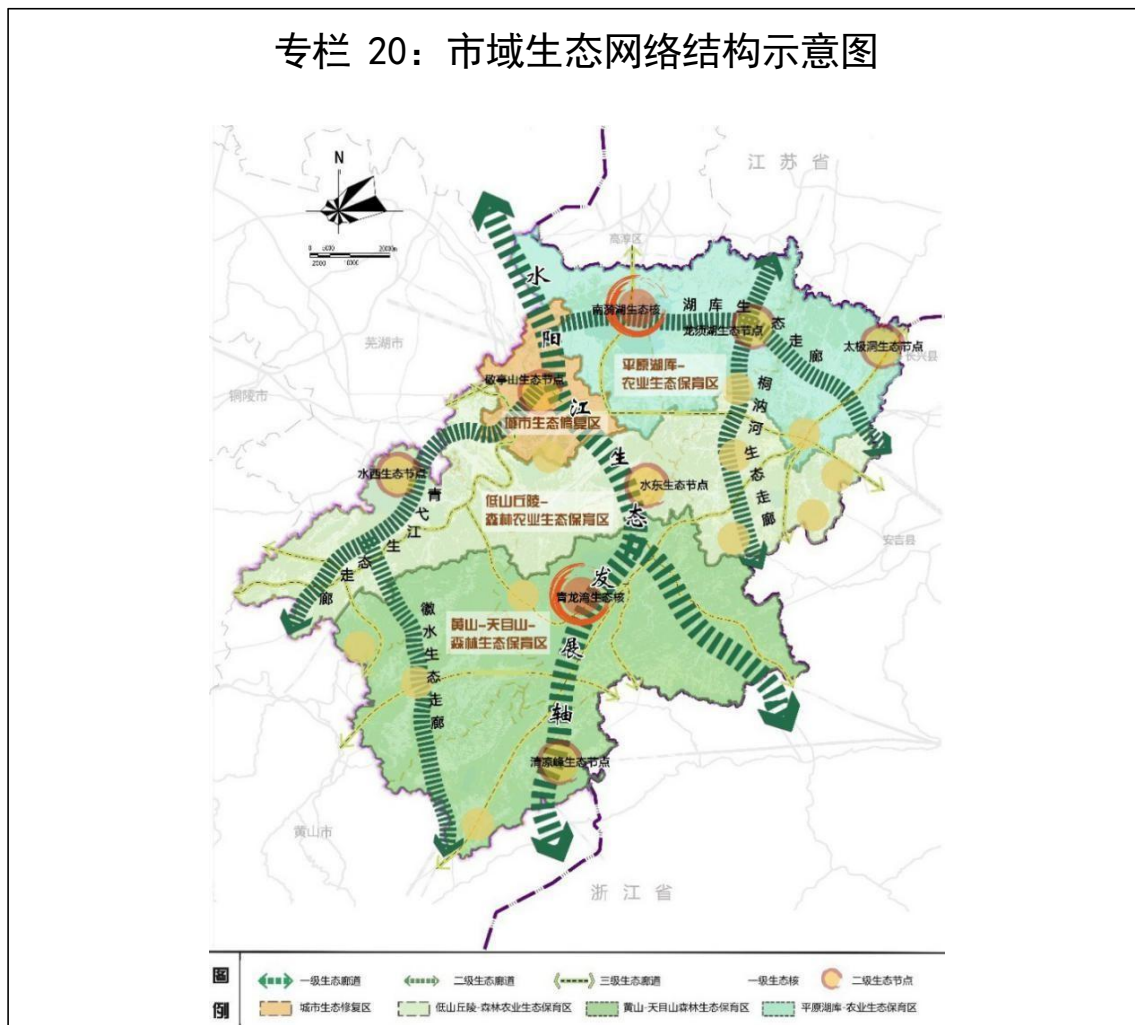 专栏 20：市域生态网络结构示意图
N
江苏省
高淳区
0 5000 20000m
2500 10000
水阳江生态发展轴
南漪湖生态核
湖库生态走廊
龙须湖生态节点
太极洞生态节点
长兴县
芜湖市
平原湖库-
农业生态保育区
敬亭山生态节点
铜陵市
桐汭河生态走廊
城市生态修复区
水西生态节点
水东生态节点
青弋江生态走廊
低山丘陵-
森林农业生态保育区
安吉县
青龙湾生态核
黄山-天目山-
森林生态保育区
徽水生态走廊
清凉峰生态节点
黄山市
浙江省
图例
一级生态廊道 二级生态廊道 三级生态廊道 一级生态核 二级生态节点
城市生态修复区 低山丘陵-森林农业生态保育区 黄山-天目山森林生态保育区 平原湖库-农业生态保育区